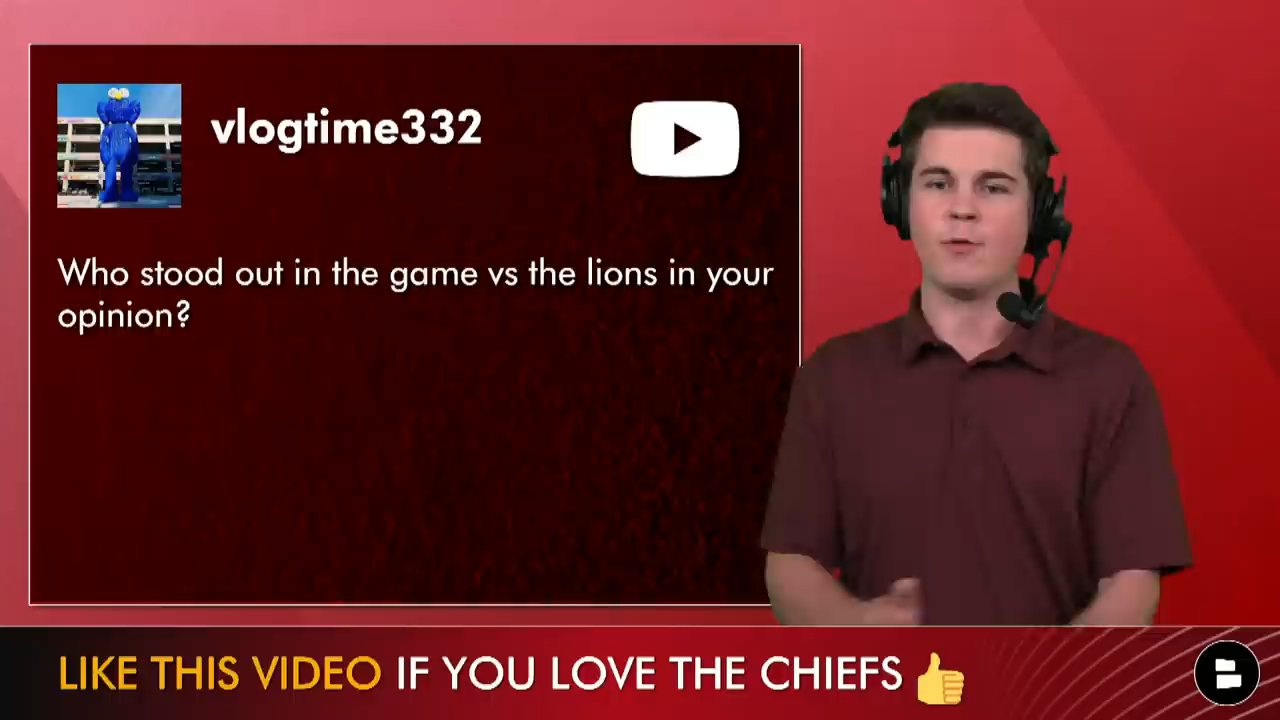 vlogtime332
Who stood out in the game vs the lions in your
opinion?
LIKE THIS VIDEO IF YOU LOVE THE CHIEFS